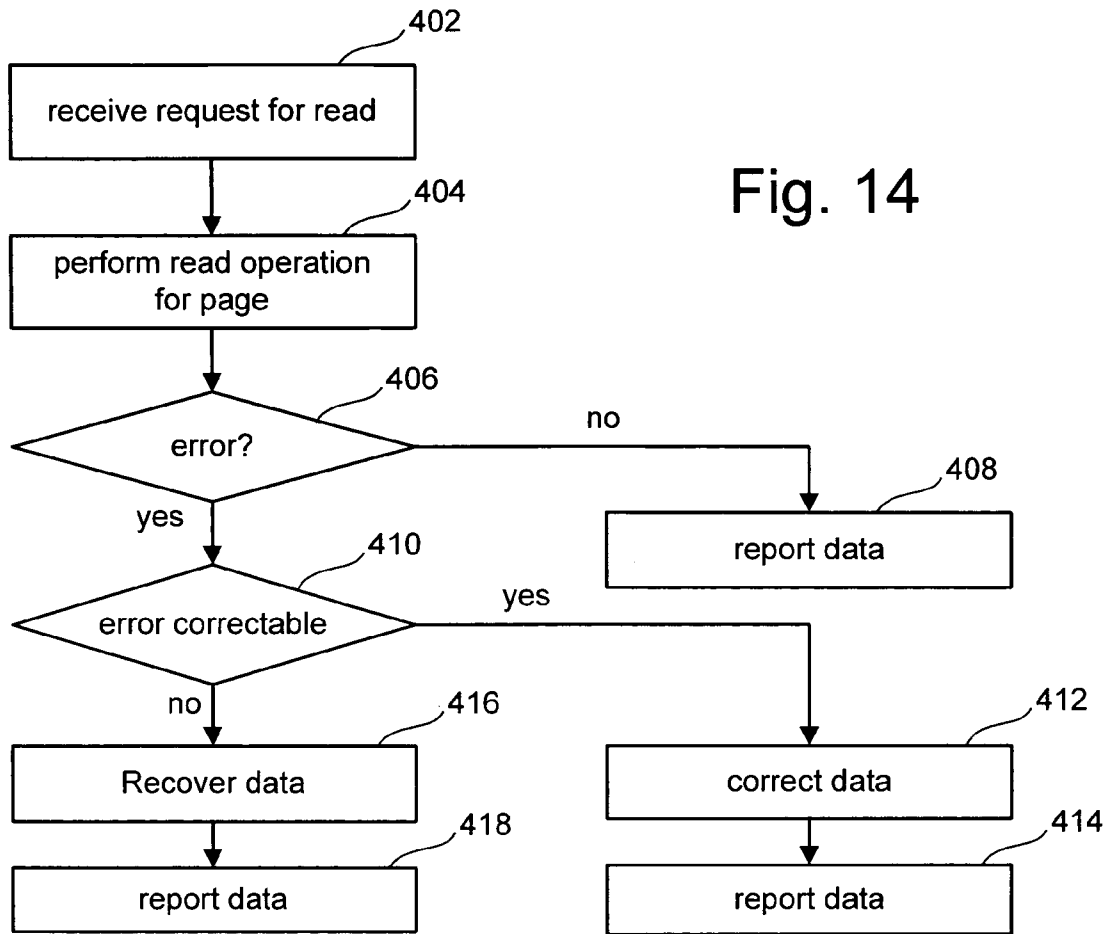 402
receive request for read
Fig. 14
404
perform read operation
for page
406
error?
no
408
yes
report data
410
error correctable
yes
no
416
412
Recover data
correct data
418
414
report data
report data